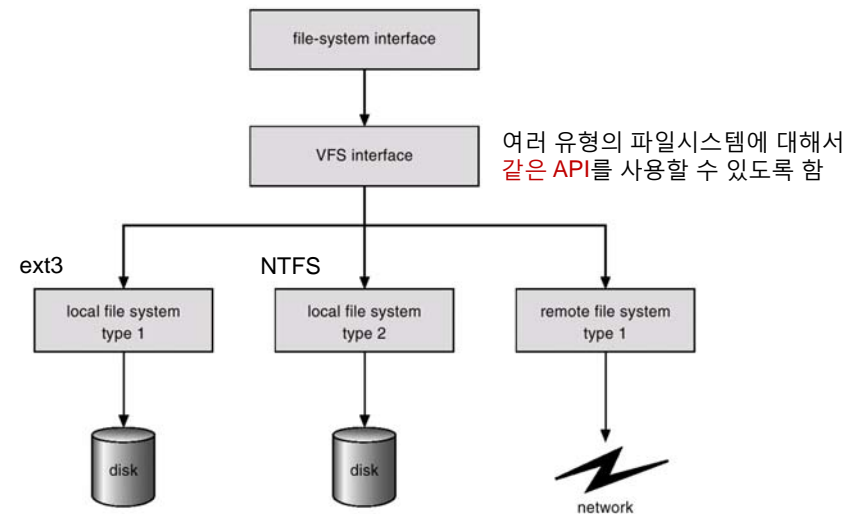 file-system interface
VFS interface
여러 유형의 파일시스템에 대해서
같은 API를 사용할 수 있도록 함
ext3
NTFS
local file system
type 1
local file system
type 2
remote file system
type 1
disk
disk
network